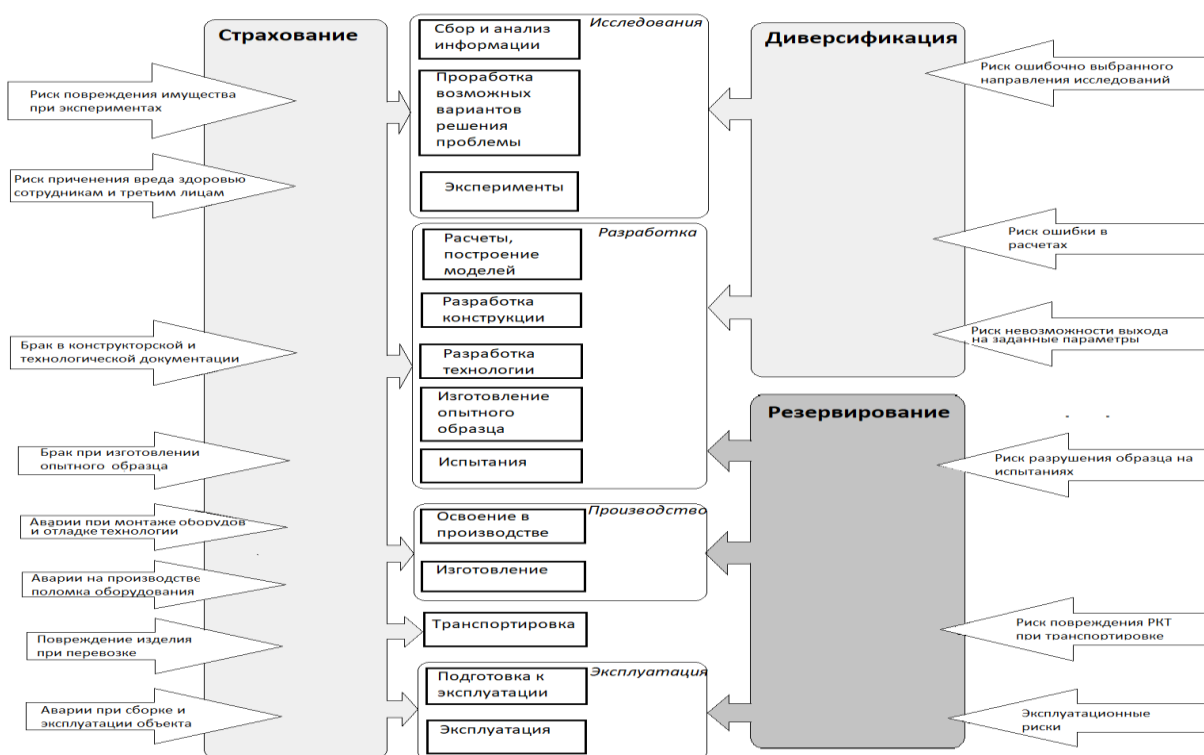 Страхование
Риск повреждения имущества
при экспериментах
Риск применения вреда здоровью
сотрудникам и третьим лицам
Брак в конструкторской и
технологической документации
Брак при изготовлении
опытного образца
Аварии при монтаже оборудов
и отладке технологии
Аварии на производстве
поломка оборудования
Повреждение изделия
при перевозке
Аварии при сборке и
эксплуатации объекта
Исследования
Сбор и анализ
информации
Проработка
возможных
вариантов
решения
проблемы
Эксперименты
Разработка
Расчеты,
построение
моделей
Разработка
конструкции
Разработка
технологии
Изготовление
опытного
образца
Испытания
Производство
Освоение в
производстве
Изготовление
Транспортировка
Эксплуатация
Подготовка к
эксплуатации
Эксплуатация
Диверсификация
Риск ошибочно выбранного
направления исследований
Риск ошибки в
расчетах
Риск невозможности выхода
на заданные параметры
Резервирование
Риск разрушения образца на
испытаниях
Риск повреждения РКТ
при транспортировке
Эксплуатационные
риски